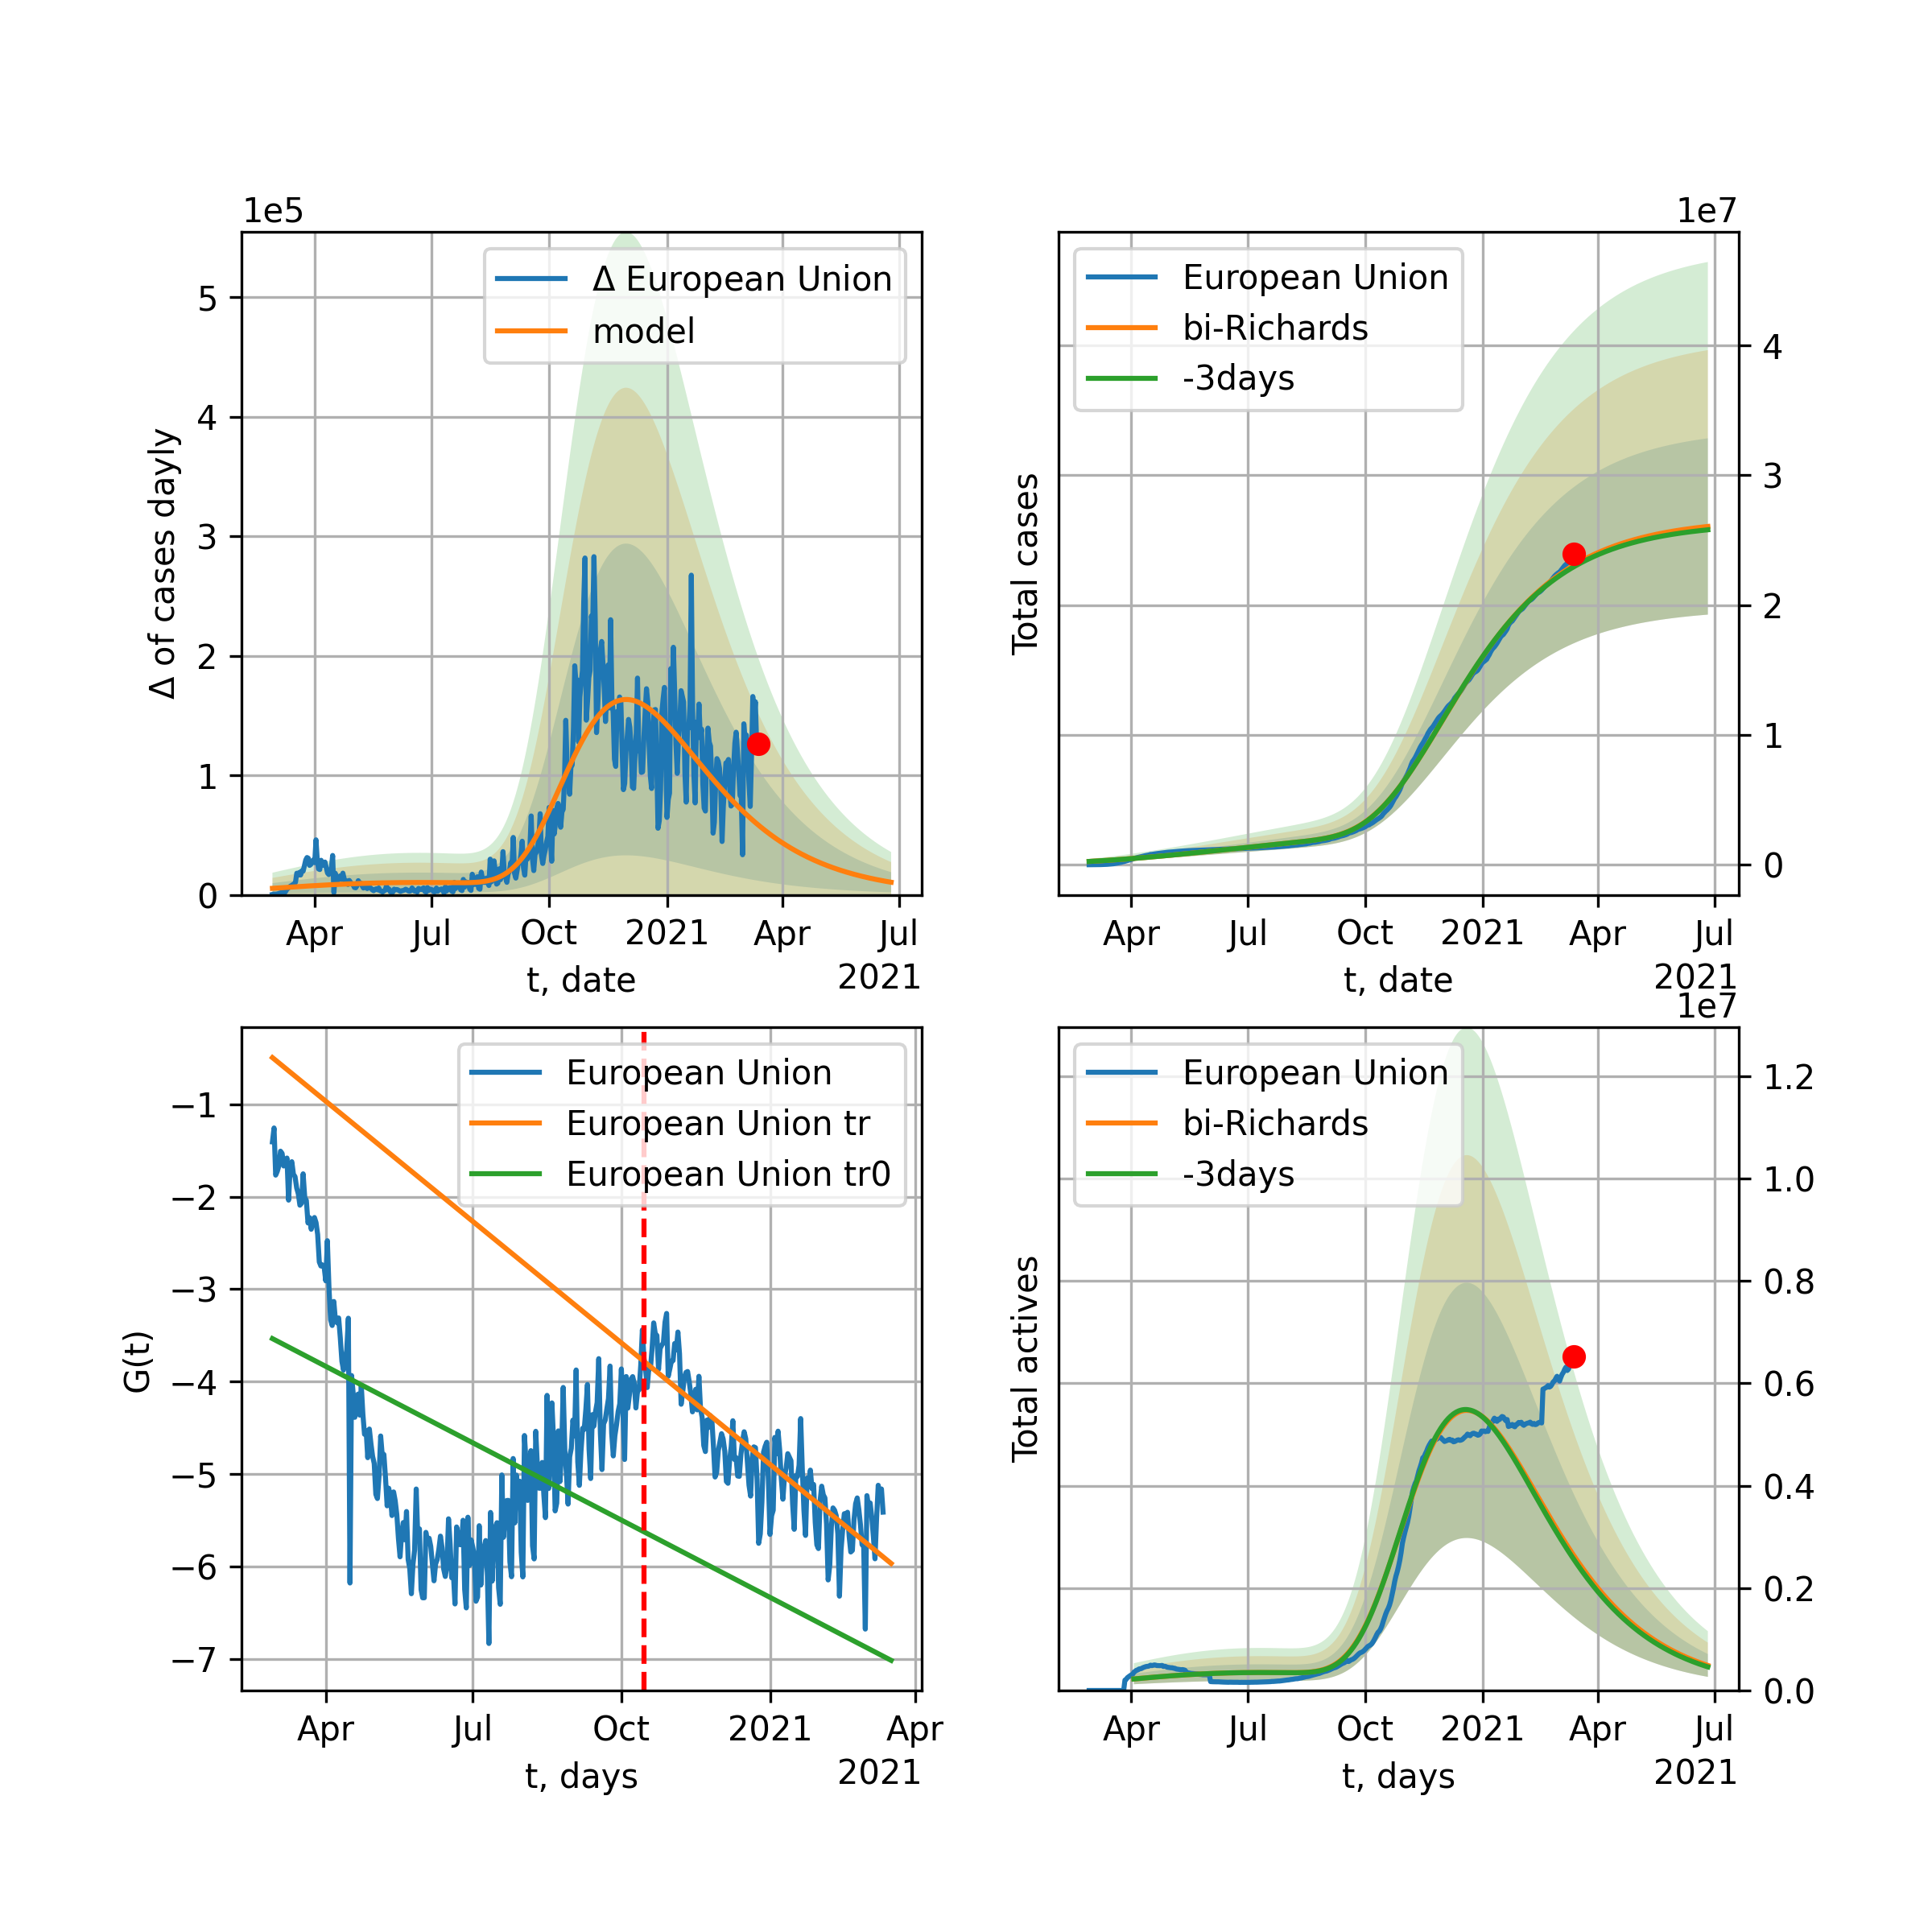 1e5
Δ European Union
model
5
4
3
2
1
0
Δ of cases dayly
Apr
Jul
Oct
2021
Apr
Jul
t, date
2021
1e7
European Union
bi-Richards
-3days
4
3
2
1
0
Total cases
Apr
Jul
Oct
2021
Apr
Jul
t, date
2021
European Union
European Union tr
European Union tr0
−1
−2
−3
−4
−5
−6
−7
G(t)
Apr
Jul
Oct
2021
Apr
t, days
2021
1e7
European Union
bi-Richards
-3days
1.2
1.0
0.8
0.6
0.4
0.2
0.0
Total actives
Apr
Jul
Oct
2021
Apr
Jul
t, days
2021